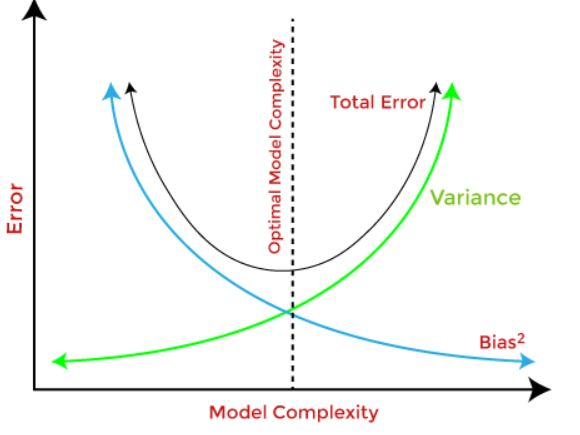 Error
Optimal Model Complexity
Total Error
Variance
Bias²
Model Complexity